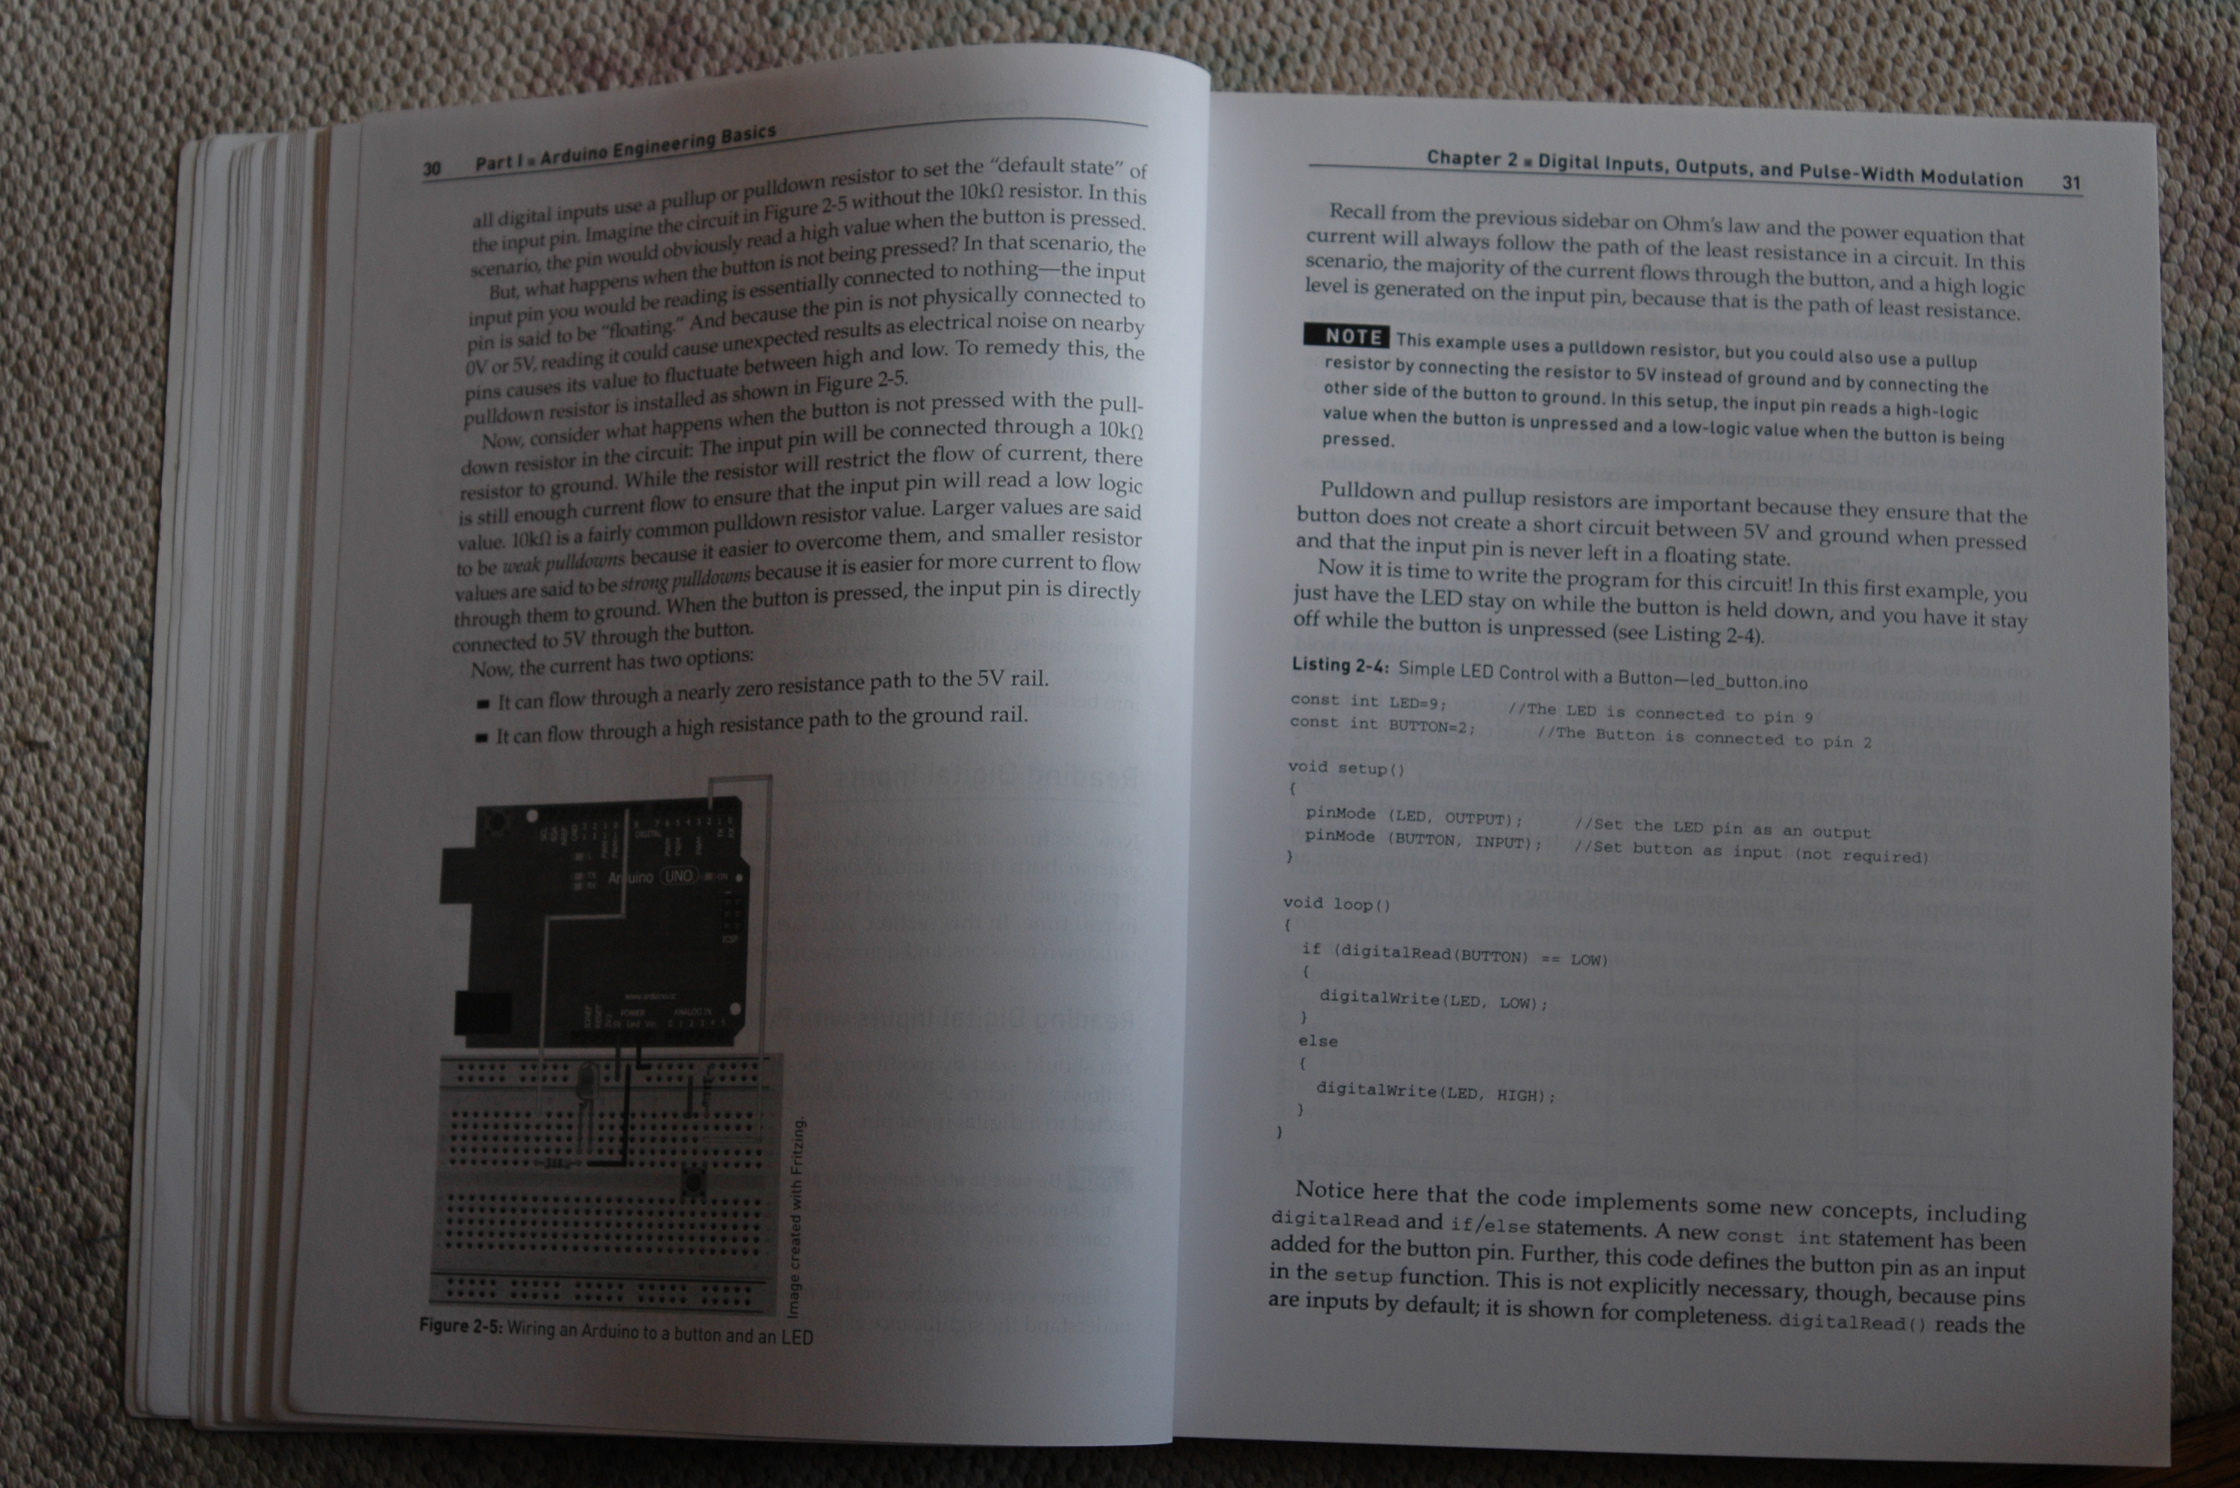 30 Part I ■ Arduino Engineering Basics
all digital inputs use a pullup or pulldown resistor to set the "default state" of
the input pin. Imagine the circuit in Figure 2-5 without the 10kΩ resistor. In this
scenario, the pin would obviously read a high value when the button is pressed.
But, what happens when the button is not being pressed? In that scenario, the
input pin you would be reading is essentially connected to nothing—the input
pin is said to be "floating." And because the pin is not physically connected to
0V or 5V, reading it could cause unexpected results as electrical noise on nearby
pins causes its value to fluctuate between high and low. To remedy this, the
pulldown resistor is installed as shown in Figure 2-5.
Now, consider what happens when the button is not pressed with the pull-
down resistor in the circuit: The input pin will be connected through a 10kΩ
resistor to ground. While the resistor will restrict the flow of current, there
is still enough current flow to ensure that the input pin will read a low logic
value. 10kΩ is a fairly common pulldown resistor value. Larger values are said
to be weak pulldowns because it easier to overcome them, and smaller resistor
values are said to be strong pulldowns because it is easier for more current to flow
through them to ground. When the button is pressed, the input pin is directly
connected to 5V through the button.
Now, the current has two options:
■ It can flow through a nearly zero resistance path to the 5V rail.
■ It can flow through a high resistance path to the ground rail.
Arduino
UNO
Image created with Fritzing.
Figure 2-5: Wiring an Arduino to a button and an LED
Chapter 2 ■ Digital Inputs, Outputs, and Pulse-Width Modulation 31
Recall from the previous sidebar on Ohm's law and the power equation that
current will always follow the path of the least resistance in a circuit. In this
scenario, the majority of the current flows through the button, and a high logic
level is generated on the input pin, because that is the path of least resistance.
NOTE This example uses a pulldown resistor, but you could also use a pullup
resistor by connecting the resistor to 5V instead of ground and by connecting the
other side of the button to ground. In this setup, the input pin reads a high-logic
value when the button is unpressed and a low-logic value when the button is being
pressed.
Pulldown and pullup resistors are important because they ensure that the
button does not create a short circuit between 5V and ground when pressed
and that the input pin is never left in a floating state.
Now it is time to write the program for this circuit! In this first example, you
just have the LED stay on while the button is held down, and you have it stay
off while the button is unpressed (see Listing 2-4).
Listing 2-4: Simple LED Control with a Button—led_button.ino
const int LED=9; //The LED is connected to pin 9
const int BUTTON=2; //The Button is connected to pin 2
void setup()
{
pinMode (LED, OUTPUT); //Set the LED pin as an output
pinMode (BUTTON, INPUT); //Set button as input (not required)
}
void loop()
{
if (digitalRead(BUTTON) == LOW)
{
digitalWrite(LED, LOW);
}
else
{
digitalWrite(LED, HIGH);
}
}
Notice here that the code implements some new concepts, including
digitalRead and if/else statements. A new const int statement has been
added for the button pin. Further, this code defines the button pin as an input
in the setup function. This is not explicitly necessary, though, because pins
are inputs by default; it is shown for completeness. digitalRead() reads the